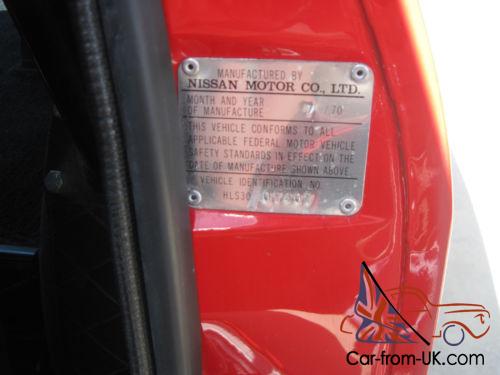 MANUFACTURED BY
NISSAN MOTOR CO., LTD.
MONTH AND YEAR
OF MANUFACTURE 7 / 70
THIS VEHICLE CONFORMS TO ALL
APPLICABLE FEDERAL MOTOR VEHICLE
SAFETY STANDARDS IN EFFECT ON THE
DATE OF MANUFACTURE SHOWN ABOVE
VEHICLE IDENTIFICATION NO.
HLS30
Car-from-UK.com